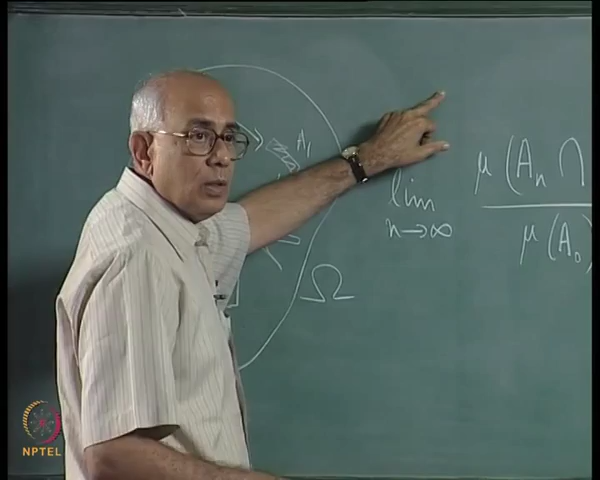 A₁
lim
n→∞
μ (Aₙ ∩
μ (A₀)
Ω
NPTEL